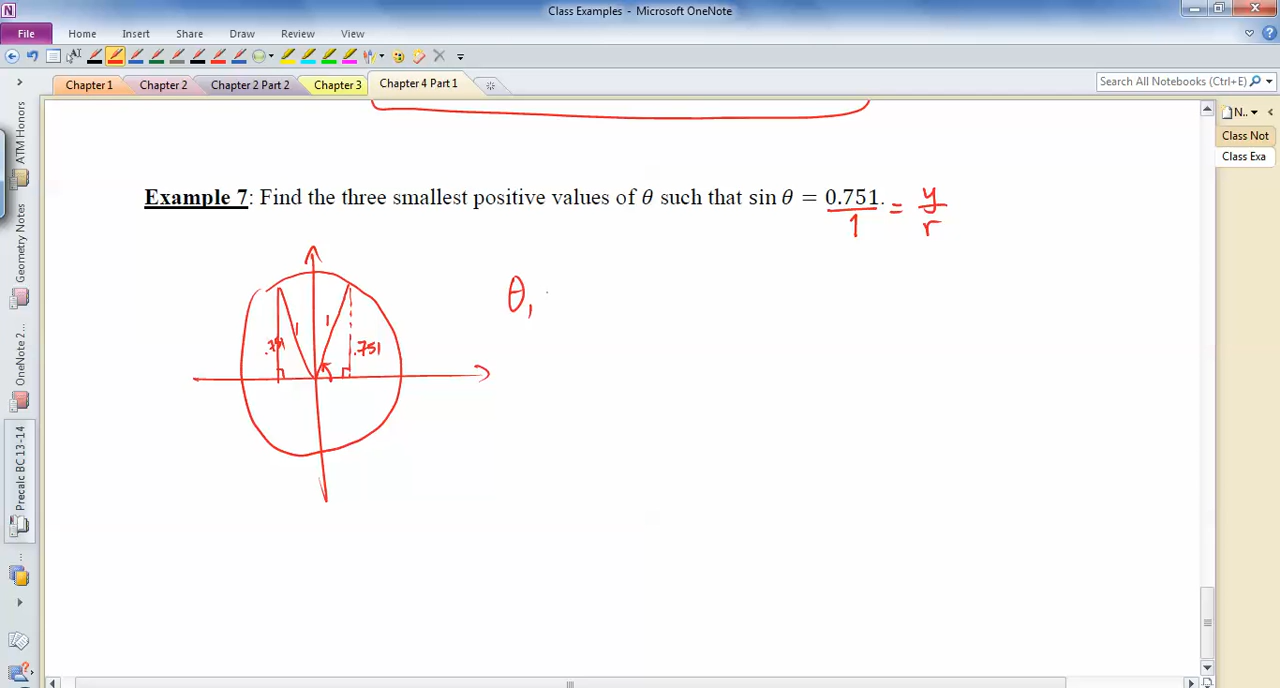 Class Examples - Microsoft OneNote
File Home Insert Share Draw Review View
Chapter 1 Chapter 2 Chapter 2 Part 2 Chapter 3 Chapter 4 Part 1
Search All Notebooks (Ctrl+E)
N..
Class Not
Class Exa
ATM Honors
Geometry Notes
OneNote 2...
Precalc BC 13-14
Example 7: Find the three smallest positive values of θ such that sin θ = 0.751. = y
1 r
1 1
.751 .751
θ₁